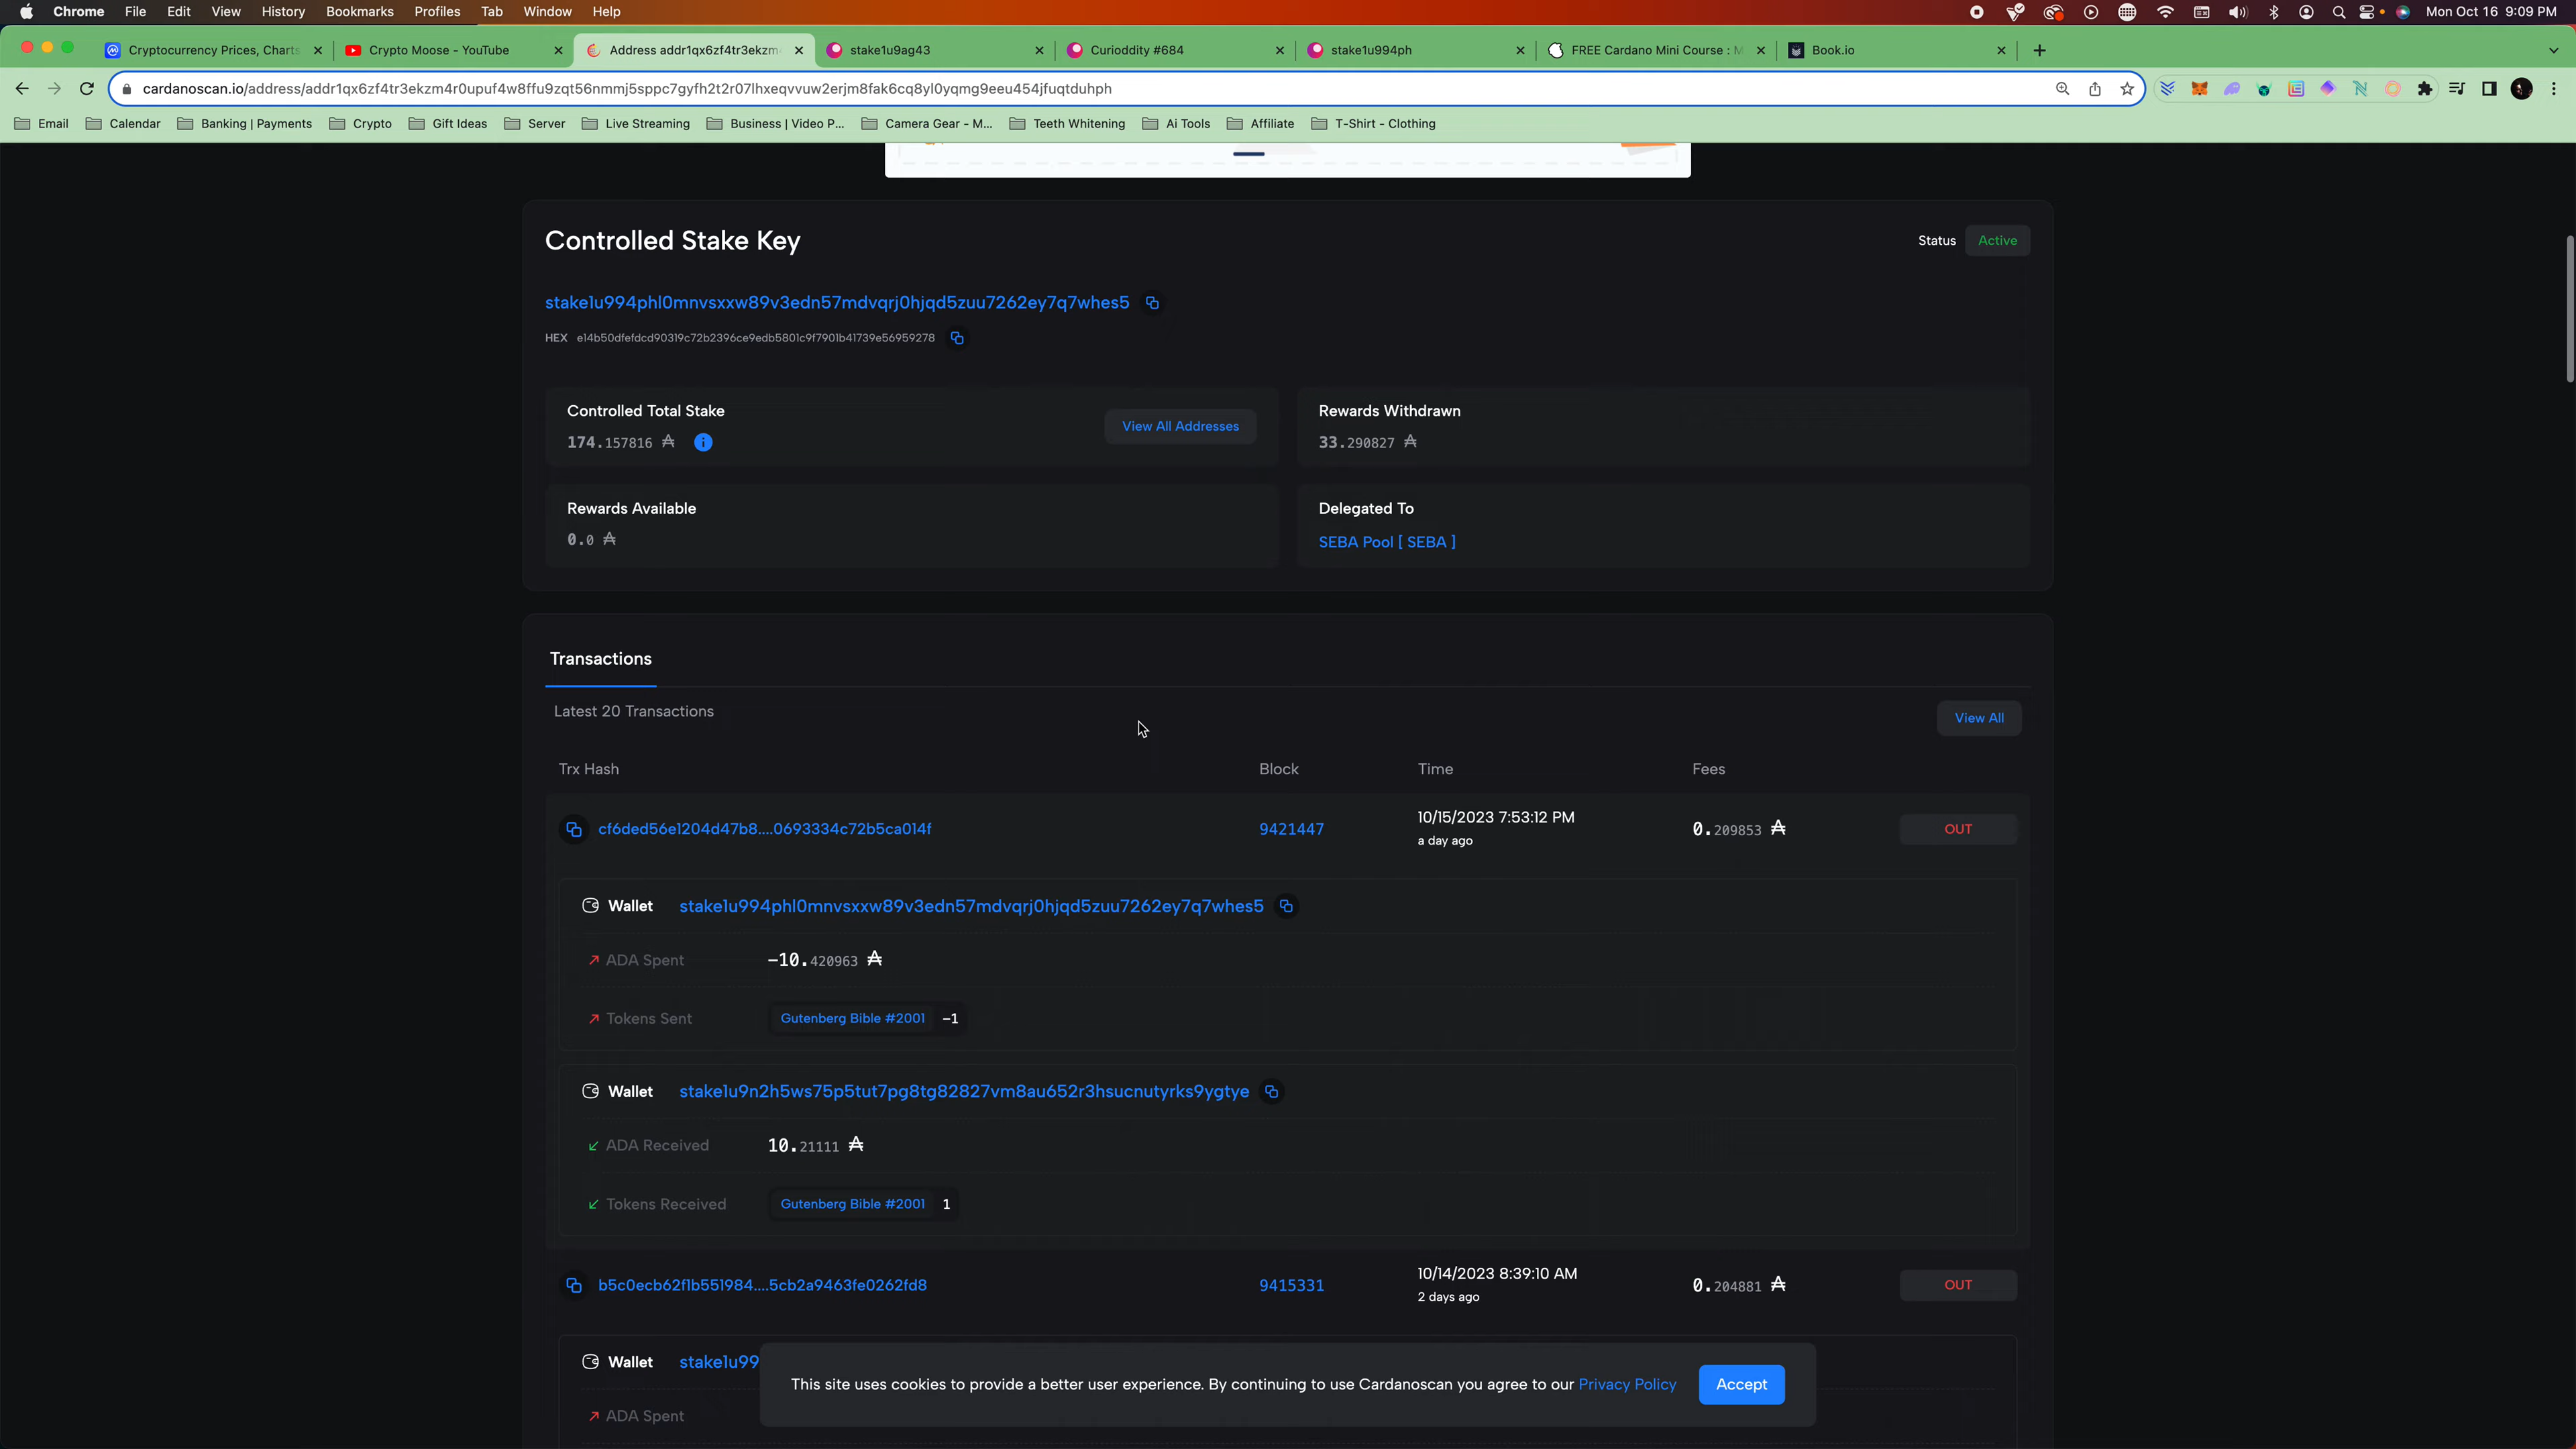 Chrome File Edit View History Bookmarks Profiles Tab Window Help Mon Oct 16 9:09 PM
Cryptocurrency Prices, Charts Crypto Moose - YouTube Address addr1qx6zf4tr3ekzm stake1u9ag43 Curioddity #684 stake1u994ph FREE Cardano Mini Course : M Book.io
cardanoscan.io/address/addr1qx6zf4tr3ekzm4r0upuf4w8ffu9zqt56nmmj5sppc7gyfh2t2r07lhxeqvvuw2erjm8fak6cq8yl0yqmg9eeu454jfuqtduhph
Email Calendar Banking | Payments Crypto Gift Ideas Server Live Streaming Business | Video P... Camera Gear - M... Teeth Whitening Ai Tools Affiliate T-Shirt - Clothing
Controlled Stake Key
Status Active
stake1u994phl0mnvsxxw89v3edn57mdvqrj0hjqd5zuu7262ey7q7whes5
HEX e14b50dfefdcd90319c72b2396ce9edb5801c9f7901b41739e56959278
Controlled Total Stake
174.157816 ₳
View All Addresses
Rewards Withdrawn
33.290827 ₳
Rewards Available
0.0 ₳
Delegated To
SEBA Pool [ SEBA ]
Transactions
Latest 20 Transactions
View All
Trx Hash Block Time Fees
cf6ded56e1204d47b8....0693334c72b5ca014f 9421447 10/15/2023 7:53:12 PM 0.209853 ₳ OUT
a day ago
Wallet stake1u994phl0mnvsxxw89v3edn57mdvqrj0hjqd5zuu7262ey7q7whes5
ADA Spent -10.420963 ₳
Tokens Sent Gutenberg Bible #2001 -1
Wallet stake1u9n2h5ws75p5tut7pg8tg82827vm8au652r3hsucnutyrks9ygtye
ADA Received 10.21111 ₳
Tokens Received Gutenberg Bible #2001 1
b5c0ecb62f1b551984....5cb2a9463fe0262fd8 9415331 10/14/2023 8:39:10 AM 0.204881 ₳ OUT
2 days ago
Wallet stake1u99
This site uses cookies to provide a better user experience. By continuing to use Cardanoscan you agree to our Privacy Policy Accept
ADA Spent